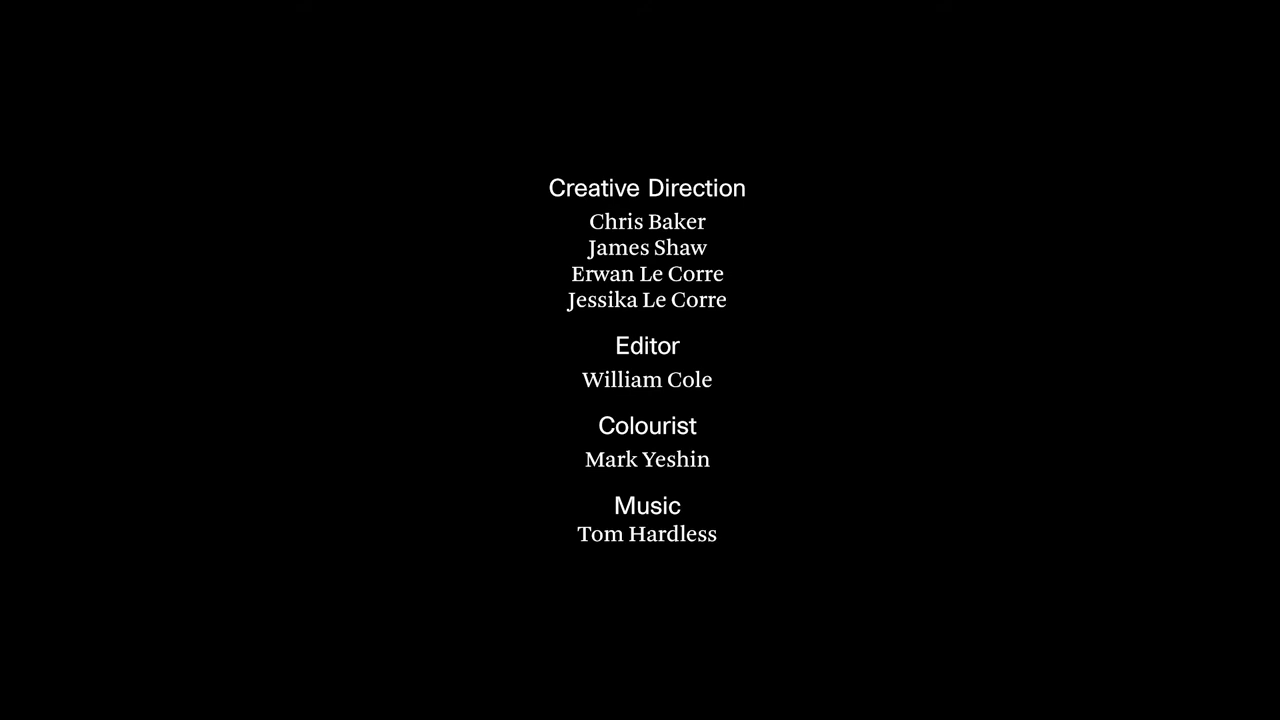 Creative Direction
Chris Baker
James Shaw
Erwan Le Corre
Jessika Le Corre
Editor
William Cole
Colourist
Mark Yeshin
Music
Tom Hardless